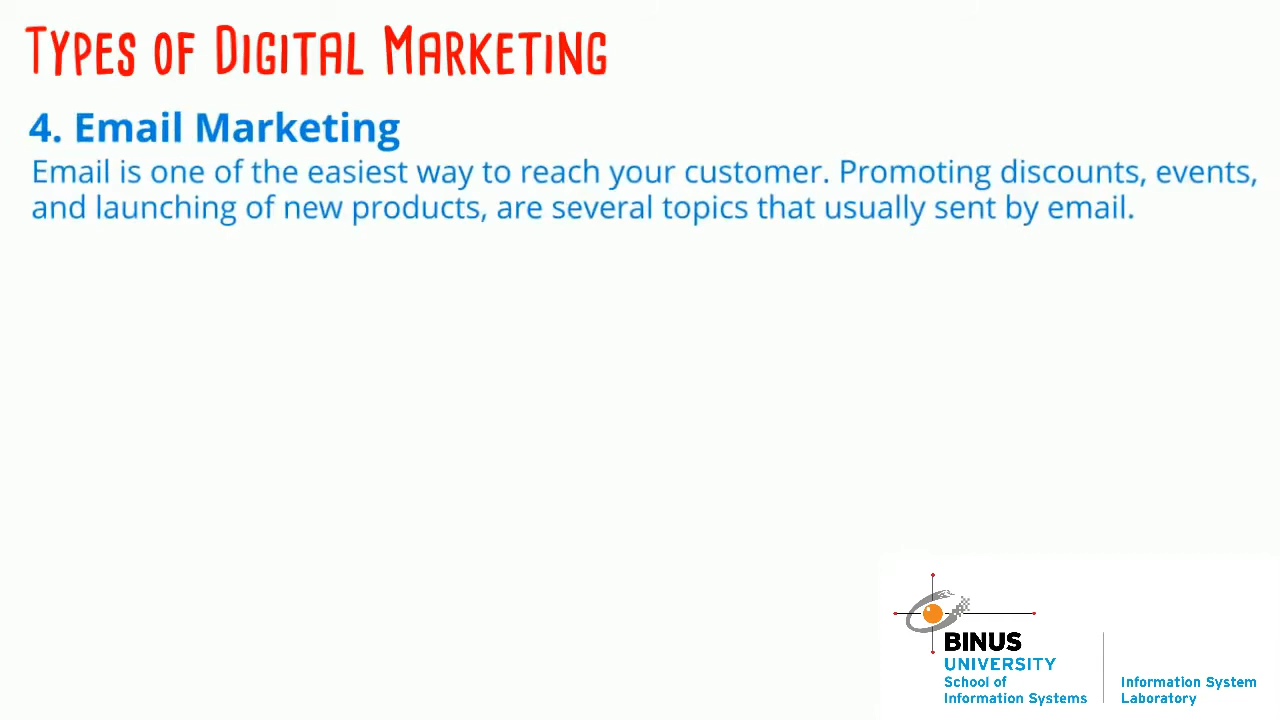 TYPES OF DIGITAL MARKETING
4. Email Marketing
Email is one of the easiest way to reach your customer. Promoting discounts, events,
and launching of new products, are several topics that usually sent by email.
BINUS
UNIVERSITY
School of
Information Systems
Information System
Laboratory